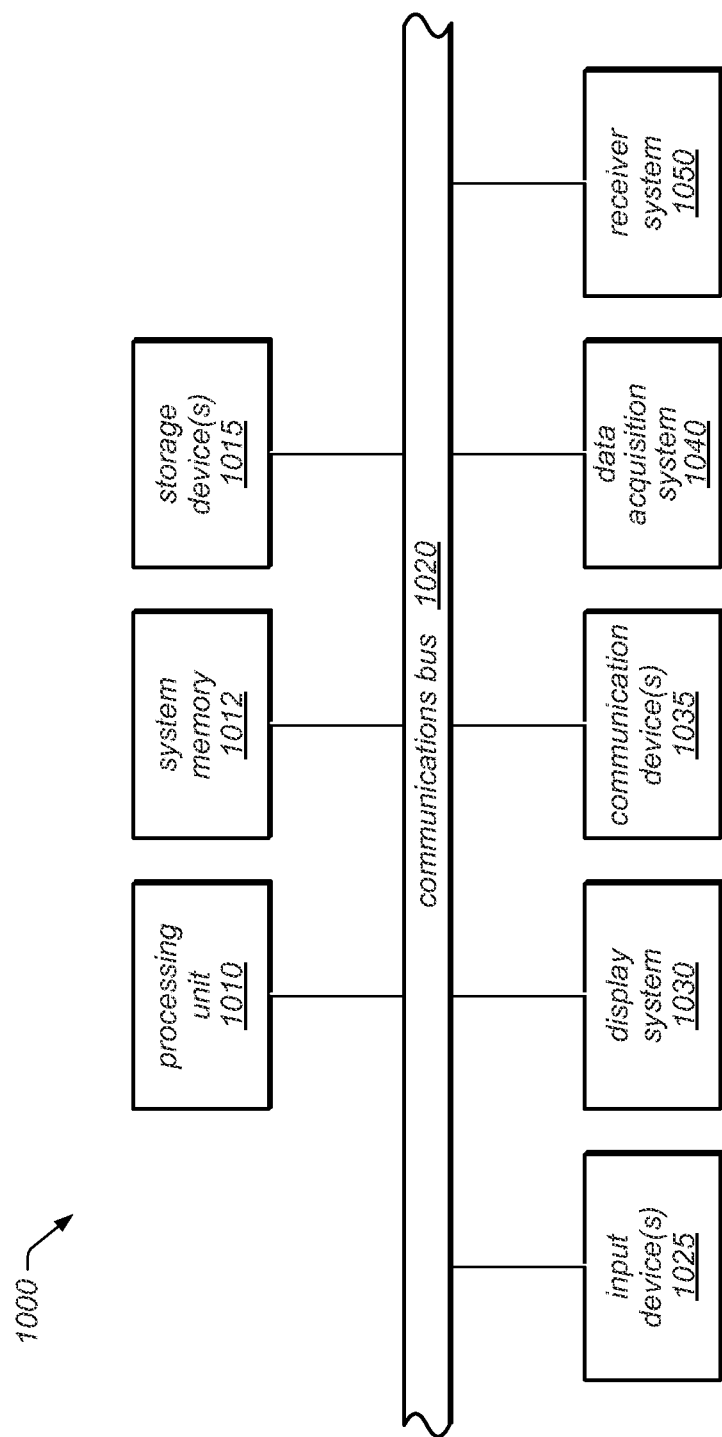 1000
processing
unit
1010
system
memory
1012
storage
device(s)
1015
communications bus 1020
input
device(s)
1025
display
system
1030
communication
device(s)
1035
data
acquisition
system
1040
receiver
system
1050